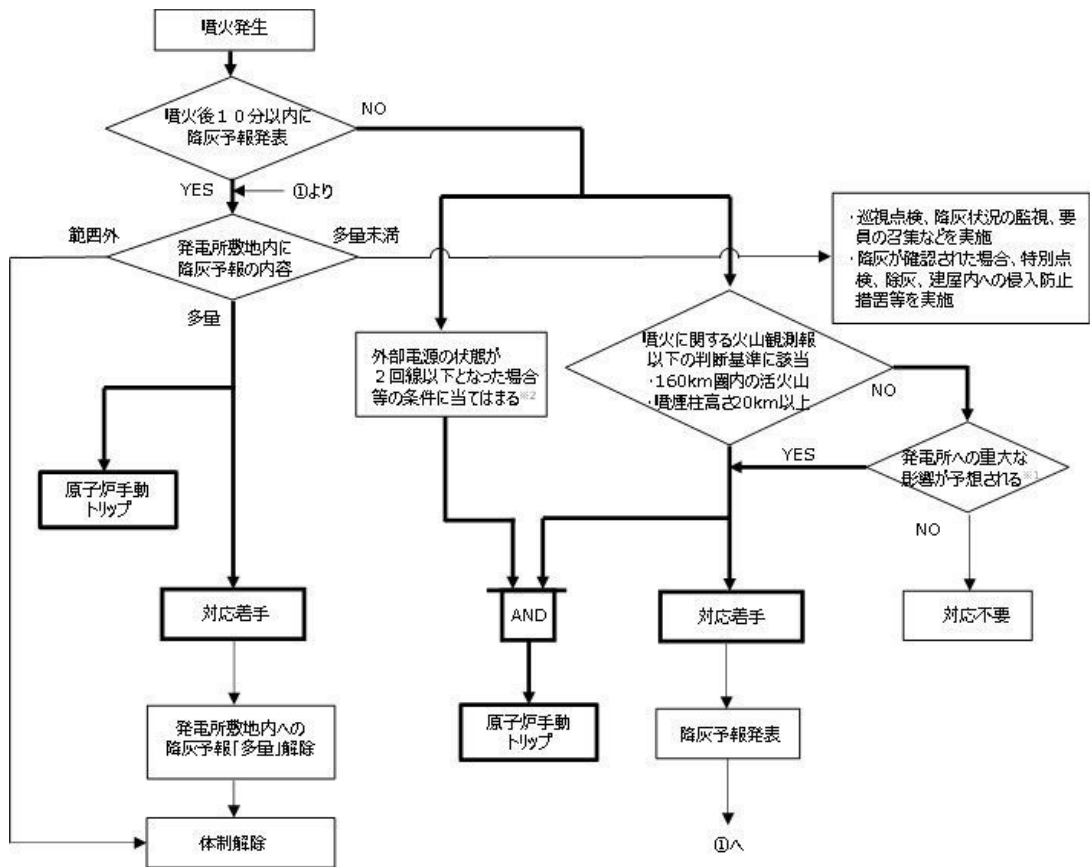 噴火発生
噴火後１０分以内に
降灰予報発表
NO
YES
①より
範囲外
発電所敷地内に
降灰予報の内容
多量未満
・巡視点検、降灰状況の監視、要
員の召集などを実施
・降灰が確認された場合、特別点
検、除灰、建屋内への侵入防止
措置等を実施
多量
外部電源の状態が
２回線以下となった場合
等の条件に当てはまる※2
噴火に関する火山観測報
以下の判断基準に該当
・160km圏内の活火山
・噴煙柱高さ20km以上
NO
YES
発電所への重大な
影響が予想される※1
原子炉手動
トリップ
NO
対応着手
AND
対応着手
対応不要
発電所敷地内への
降灰予報「多量」解除
原子炉手動
トリップ
降灰予報発表
体制解除
①へ